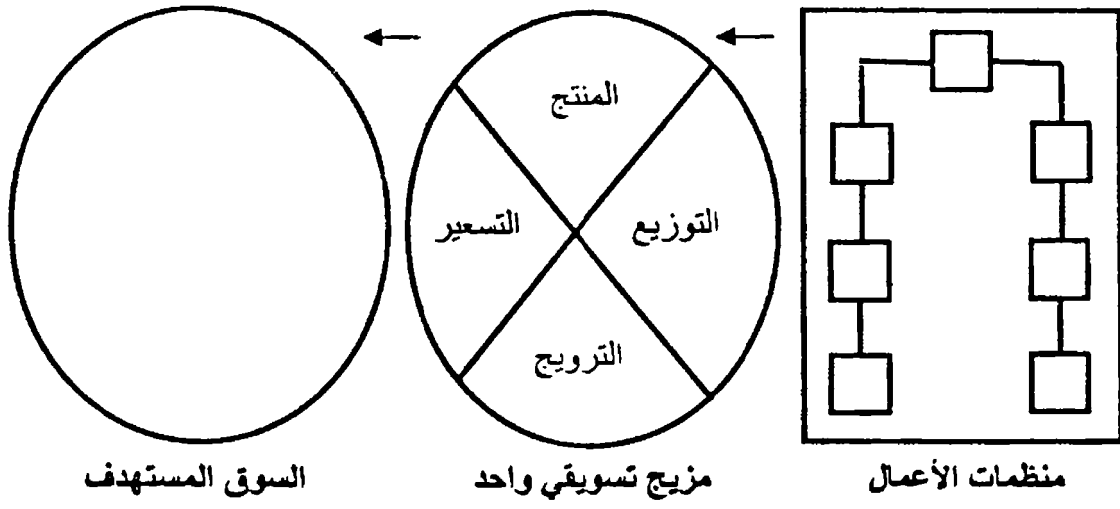 المنتج
التوزيع
التسعير
الترويج
منظمات الأعمال
مزيج تسويقي واحد
السوق المستهدف